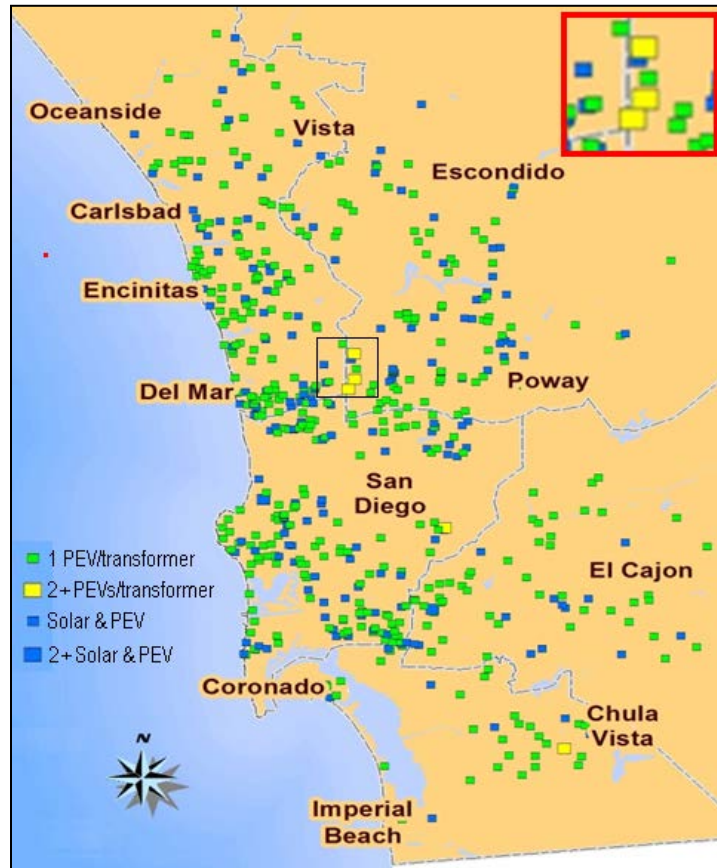 Oceanside
Vista
Escondido
Carlsbad
Encinitas
Del Mar
Poway
San
Diego
1 PEV/transformer
2+PEVs/transformer
Solar & PEV
2+Solar & PEV
El Cajon
Coronado
Chula
Vista
N
Imperial
Beach